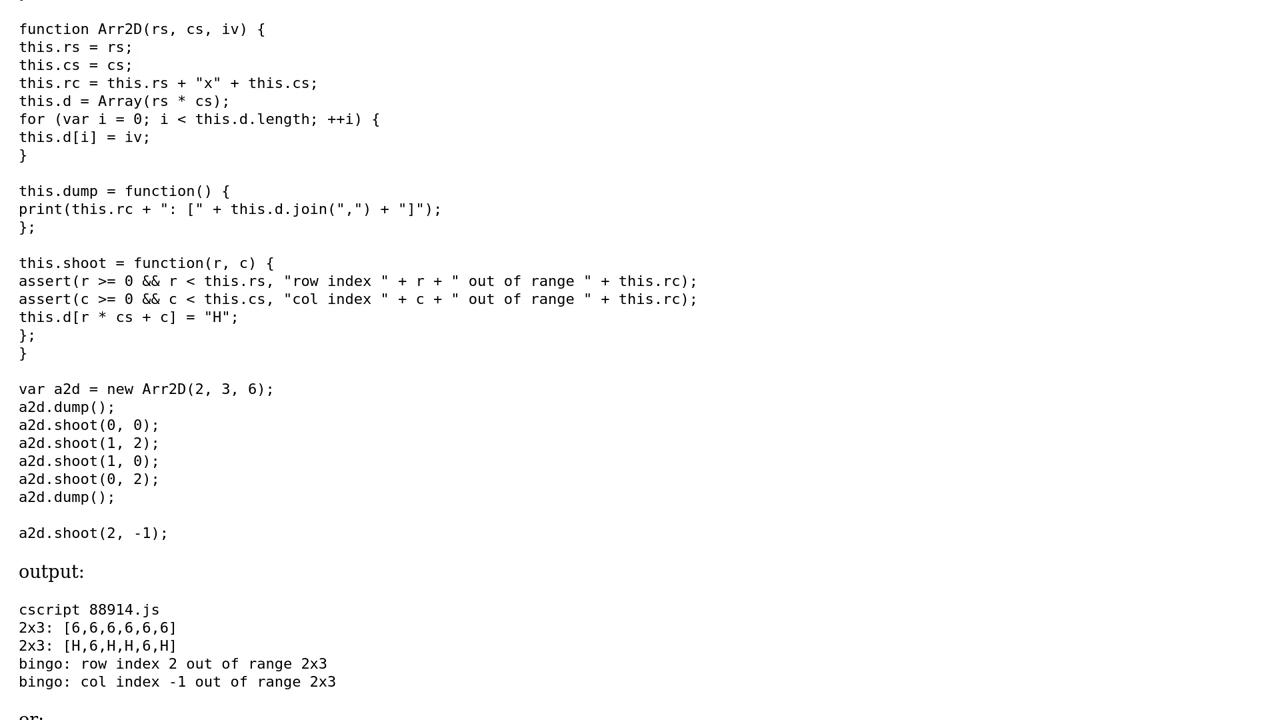 function Arr2D(rs, cs, iv) {
this.rs = rs;
this.cs = cs;
this.rc = this.rs + "x" + this.cs;
this.d = Array(rs * cs);
for (var i = 0; i < this.d.length; ++i) {
this.d[i] = iv;
}

this.dump = function() {
print(this.rc + ": [" + this.d.join(",") + "]");
};

this.shoot = function(r, c) {
assert(r >= 0 && r < this.rs, "row index " + r + " out of range " + this.rc);
assert(c >= 0 && c < this.cs, "col index " + c + " out of range " + this.rc);
this.d[r * cs + c] = "H";
};
}

var a2d = new Arr2D(2, 3, 6);
a2d.dump();
a2d.shoot(0, 0);
a2d.shoot(1, 2);
a2d.shoot(1, 0);
a2d.shoot(0, 2);
a2d.dump();

a2d.shoot(2, -1);

output:

cscript 88914.js
2x3: [6,6,6,6,6,6]
2x3: [H,6,H,H,6,H]
bingo: row index 2 out of range 2x3
bingo: col index -1 out of range 2x3

or: